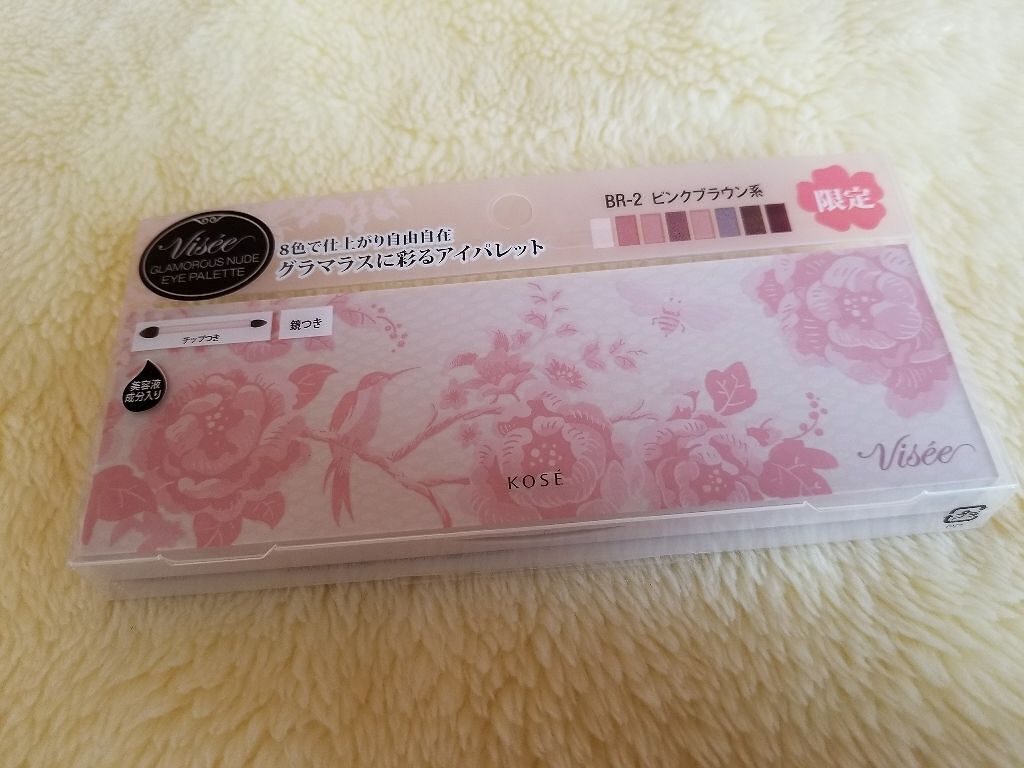 Visée
GLAMOROUS NUDE
EYE PALETTE
8色で仕上がり自由自在
グラマラスに彩るアイパレット
BR-2 ピンクブラウン系
限定
チップつき
鏡つき
美容液
成分入り
KOSÉ
Visée